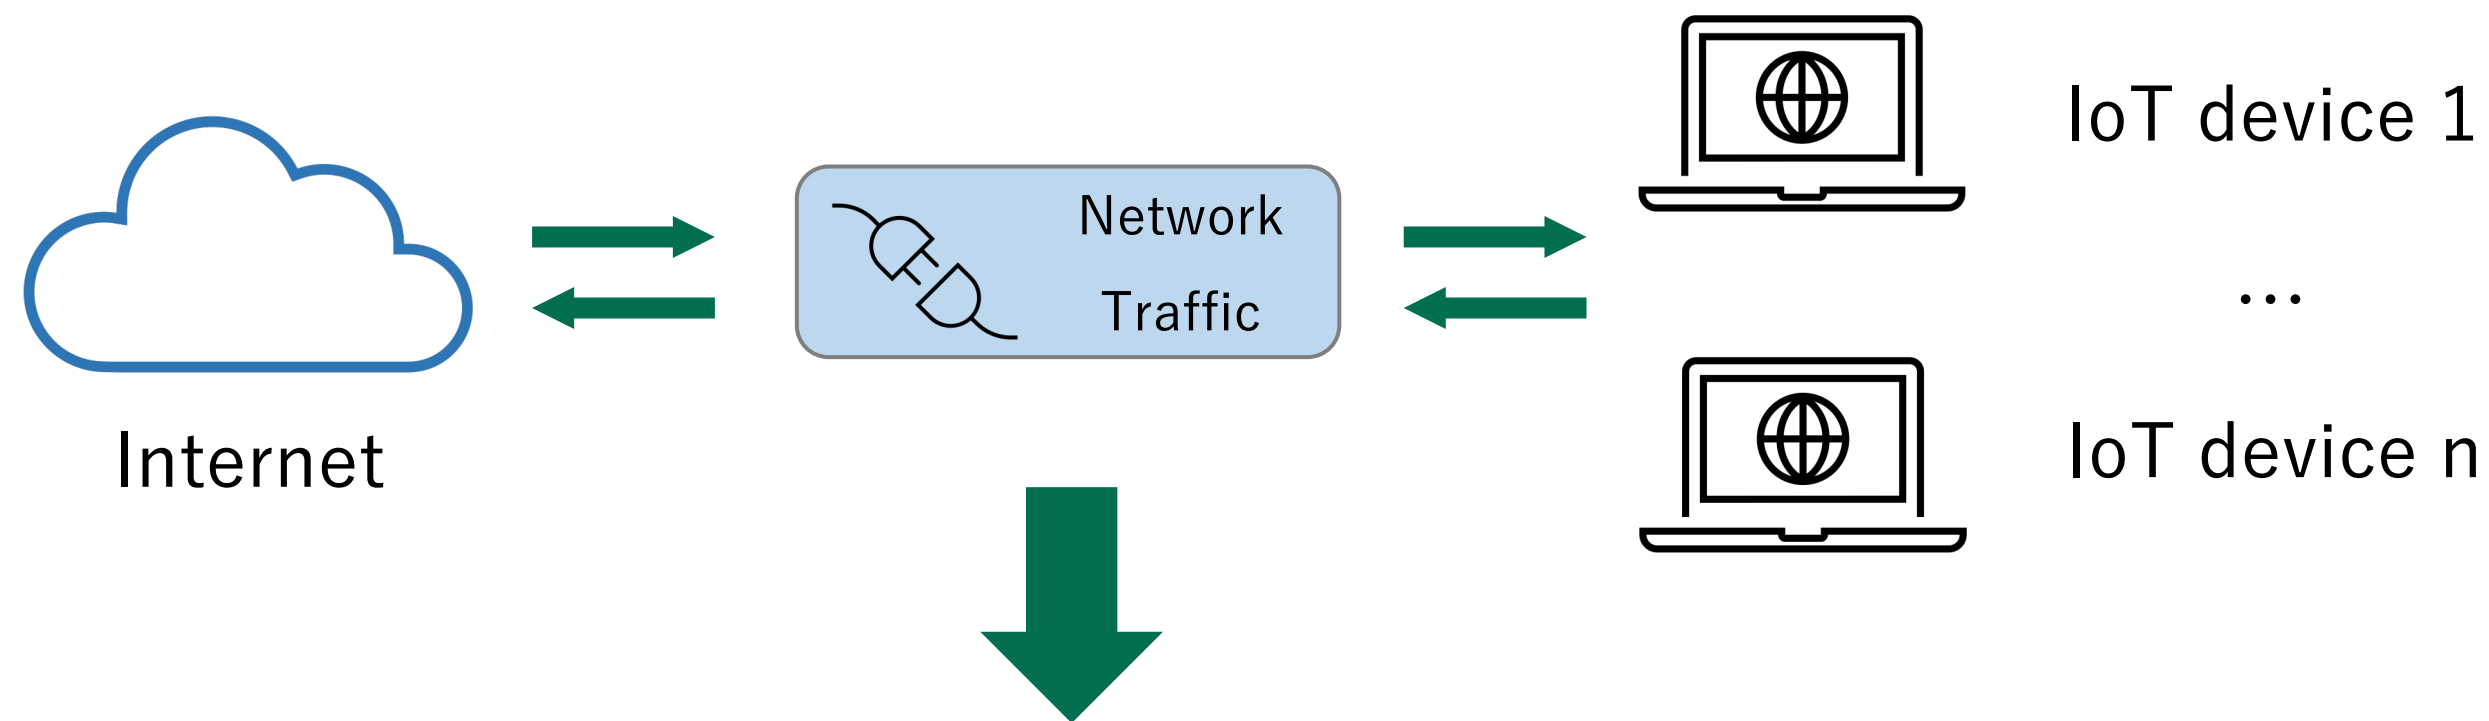 IoT device 1
Network
Traffic
...
Internet
IoT device n